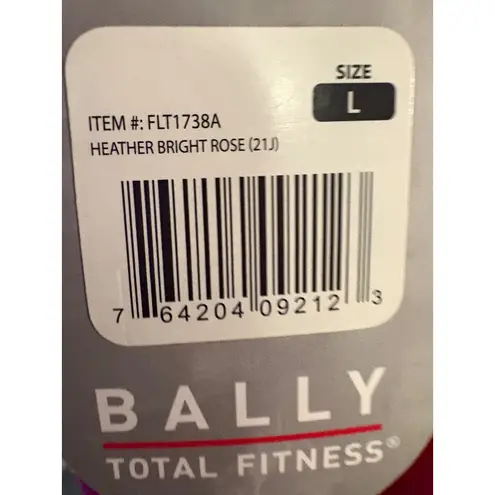 SIZE
L
ITEM #: FLT1738A
HEATHER BRIGHT ROSE (21J)
7 64204 09212 3
BALLY
TOTAL FITNESS®